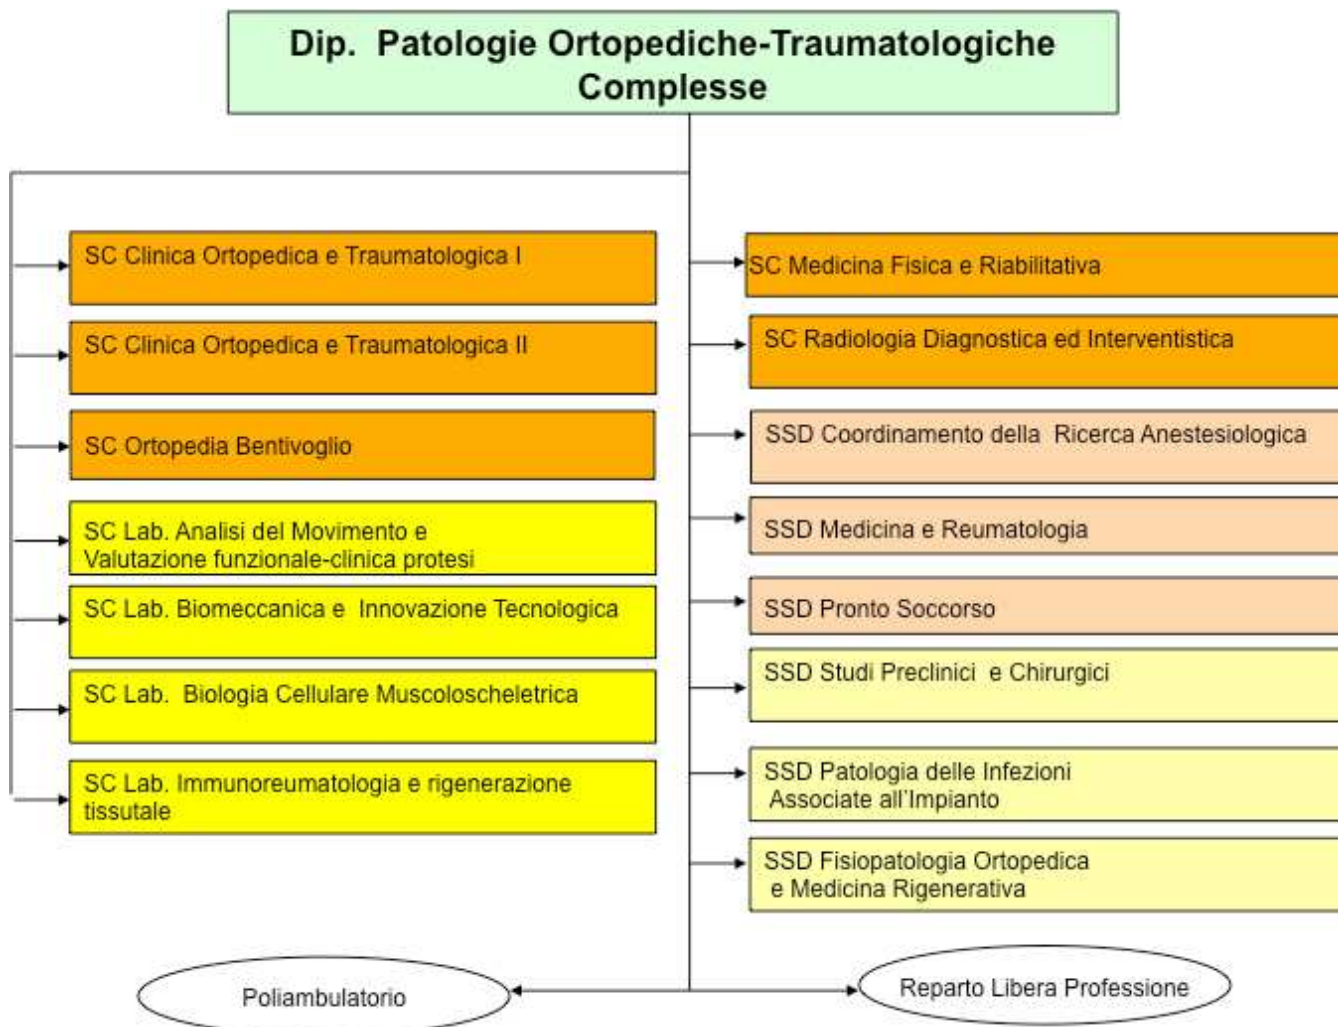 Dip. Patologie Ortopediche-Traumatologiche
Complesse
SC Clinica Ortopedica e Traumatologica I
SC Clinica Ortopedica e Traumatologica II
SC Ortopedia Bentivoglio
SC Lab. Analisi del Movimento e
Valutazione funzionale-clinica protesi
SC Lab. Biomeccanica e Innovazione Tecnologica
SC Lab. Biologia Cellulare Muscoloscheletrica
SC Lab. Immunoreumatologia e rigenerazione
tissutale
SC Medicina Fisica e Riabilitativa
SC Radiologia Diagnostica ed Interventistica
SSD Coordinamento della Ricerca Anestesiologica
SSD Medicina e Reumatologia
SSD Pronto Soccorso
SSD Studi Preclinici e Chirurgici
SSD Patologia delle Infezioni
Associate all'Impianto
SSD Fisiopatologia Ortopedica
e Medicina Rigenerativa
Poliambulatorio
Reparto Libera Professione